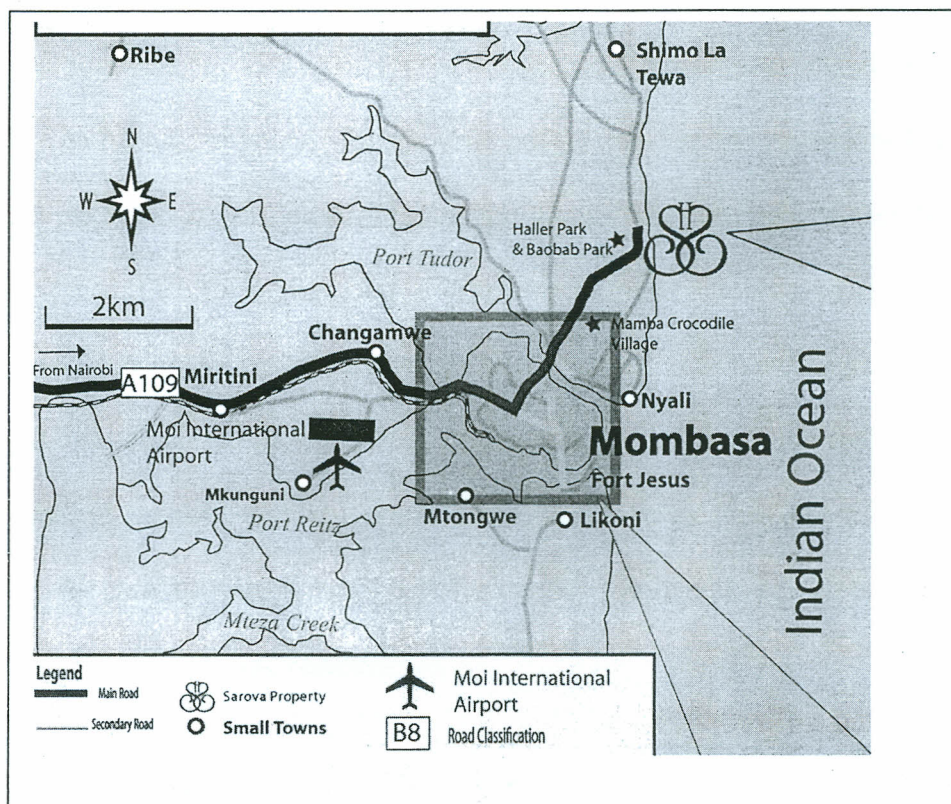 Ribe
Shimo La
Tewa
N
W E
S
H
Haller Park
& Baobab Park
Port Tudor
2km
Changamwe
Mamba Crocodile
Village
From Nairobi
A109
Miritini
Nyali
Moi International
Airport
Mombasa
Fort Jesus
Mkunguni
Mtongwe
Likoni
Port Reitz
Indian Ocean
Mteza Creek
Legend
Main Road
Secondary Road
Sarova Property
Small Towns
Moi International
Airport
B8
Road Classification